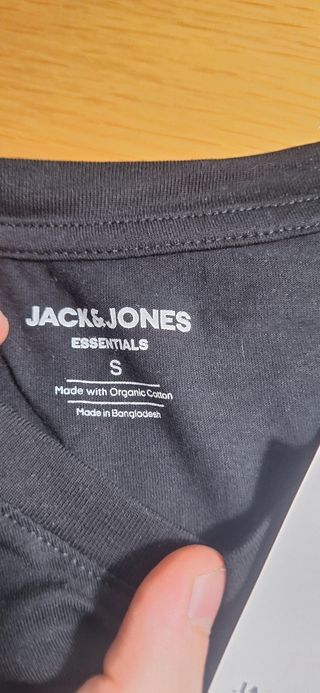 JACK&JONES
ESSENTIALS
S
Made with Organic Cotton
Made in Bangladesh